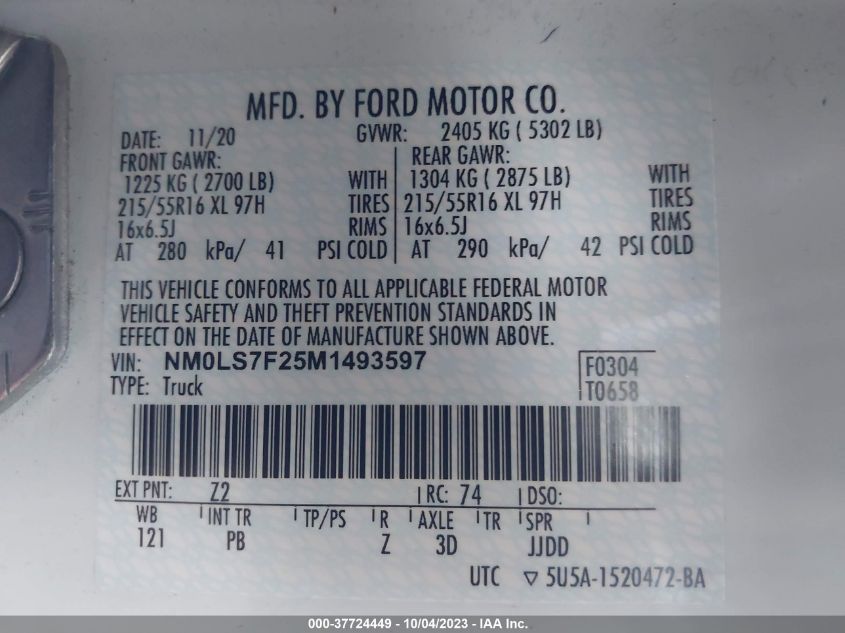 MFD. BY FORD MOTOR CO.
DATE: 11/20 GVWR: 2405 KG ( 5302 LB)
FRONT GAWR: REAR GAWR:
1225 KG ( 2700 LB) WITH 1304 KG ( 2875 LB) WITH
215/55R16 XL 97H TIRES 215/55R16 XL 97H TIRES
16x6.5J RIMS 16x6.5J RIMS
AT 280 kPa/ 41 PSI COLD AT 290 kPa/ 42 PSI COLD
THIS VEHICLE CONFORMS TO ALL APPLICABLE FEDERAL MOTOR
VEHICLE SAFETY AND THEFT PREVENTION STANDARDS IN
EFFECT ON THE DATE OF MANUFACTURE SHOWN ABOVE.
VIN: NM0LS7F25M1493597 F0304
TYPE: Truck T0658
EXT PNT: Z2 RC: 74 DSO:
WB INT TR TP/PS R AXLE TR SPR
121 PB Z 3D JJDD
UTC ▽ 5U5A-1520472-BA
000-37724449 - 10/04/2023 - IAA Inc.